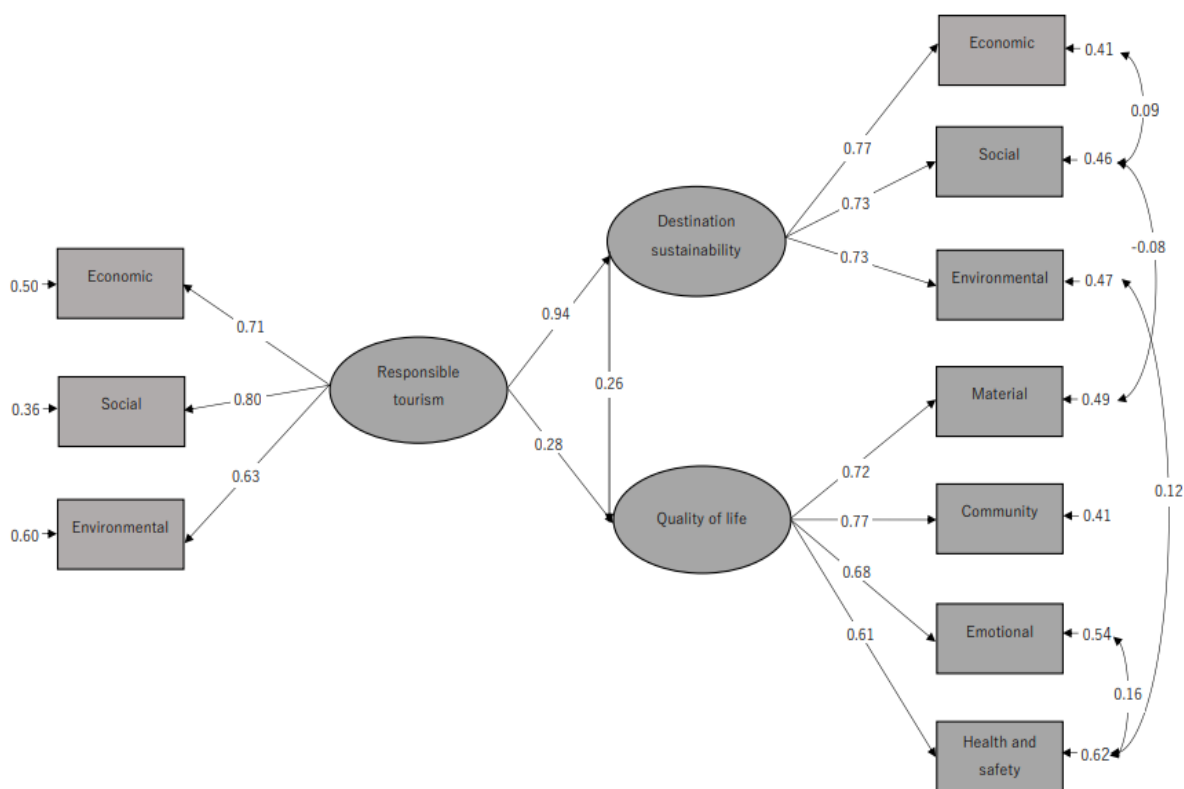 Economic
0.41
0.09
Social
0.46
0.77
Destination
sustainability
0.73
-0.08
Environmental
0.47
0.73
Economic
0.50
0.71
0.94
Responsible
tourism
0.26
Material
0.49
Social
0.36
0.80
0.28
0.72
0.12
0.63
Environmental
0.60
Quality of life
0.77
Community
0.41
0.68
0.61
Emotional
0.54
0.16
Health and
safety
0.62